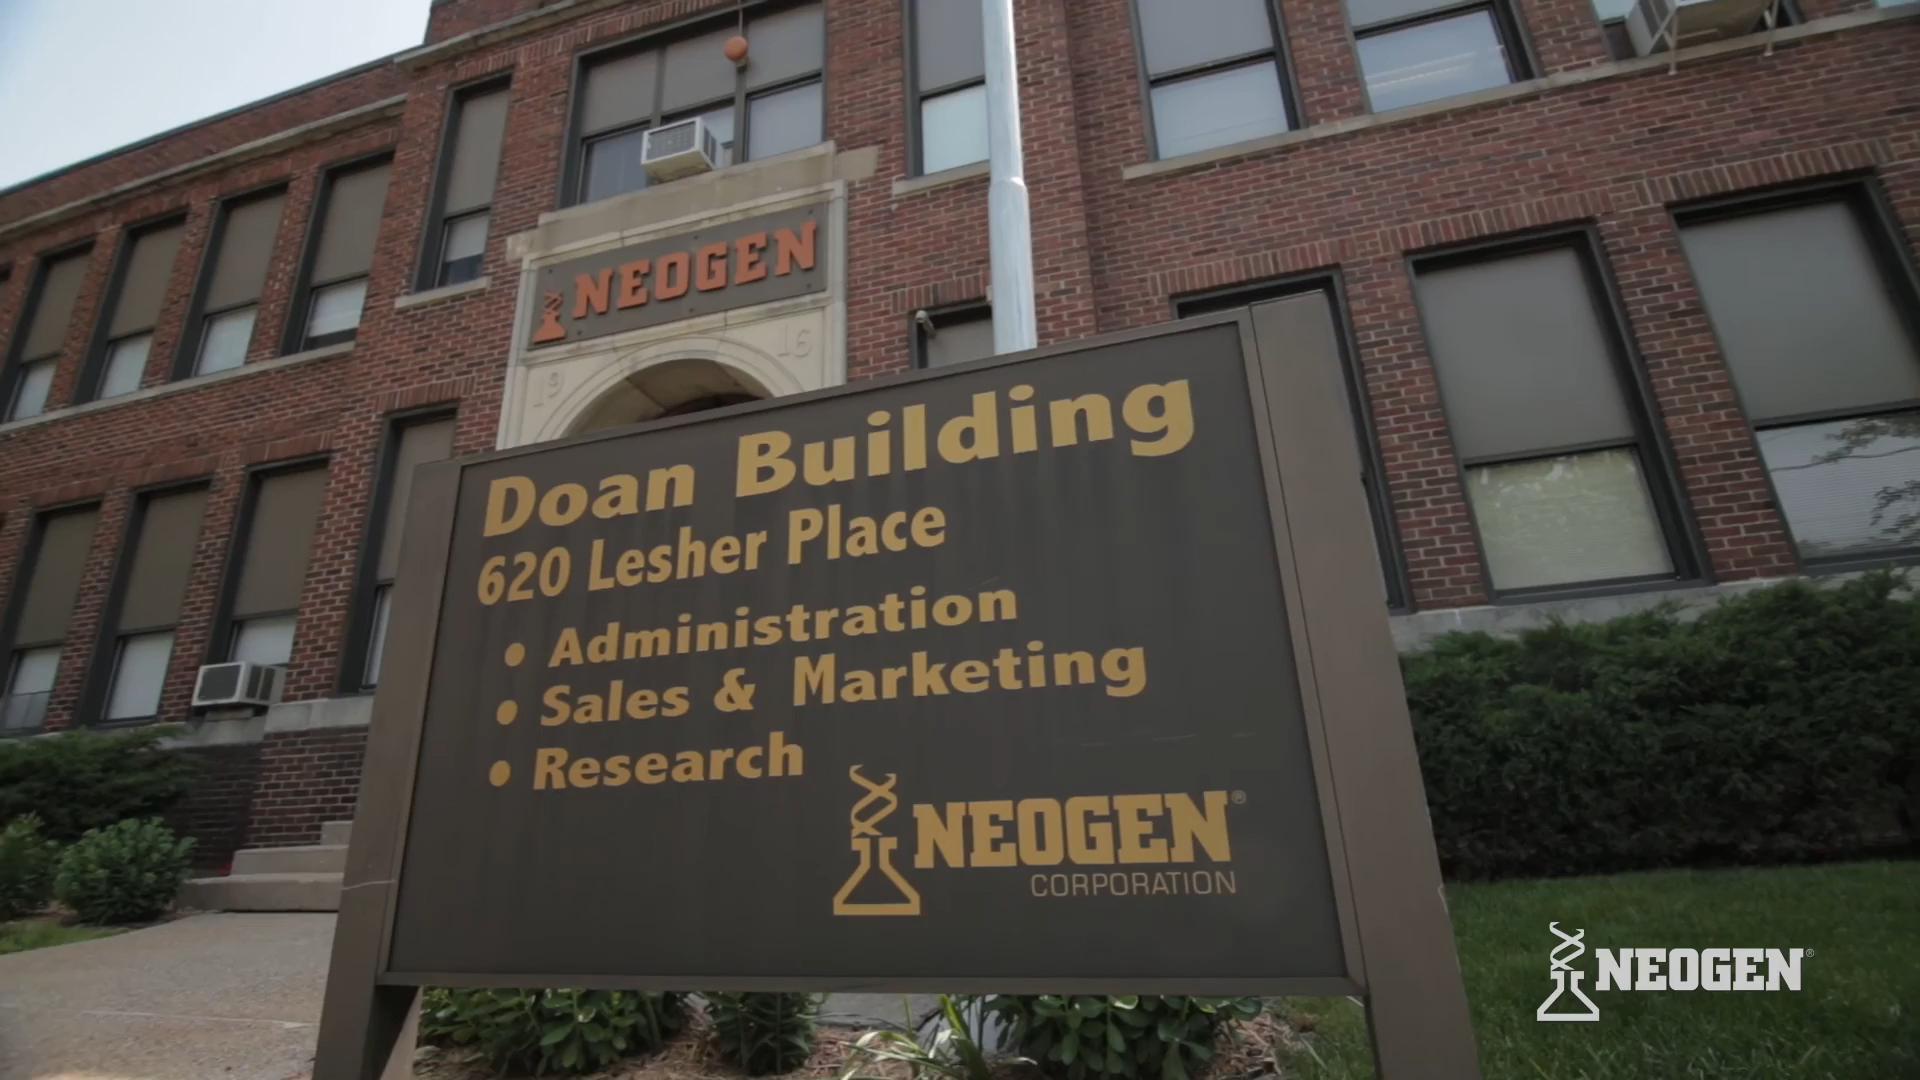 NEOGEN
19 16
Doan Building
620 Lesher Place
• Administration
• Sales & Marketing
• Research
NEOGEN®
CORPORATION
NEOGEN®